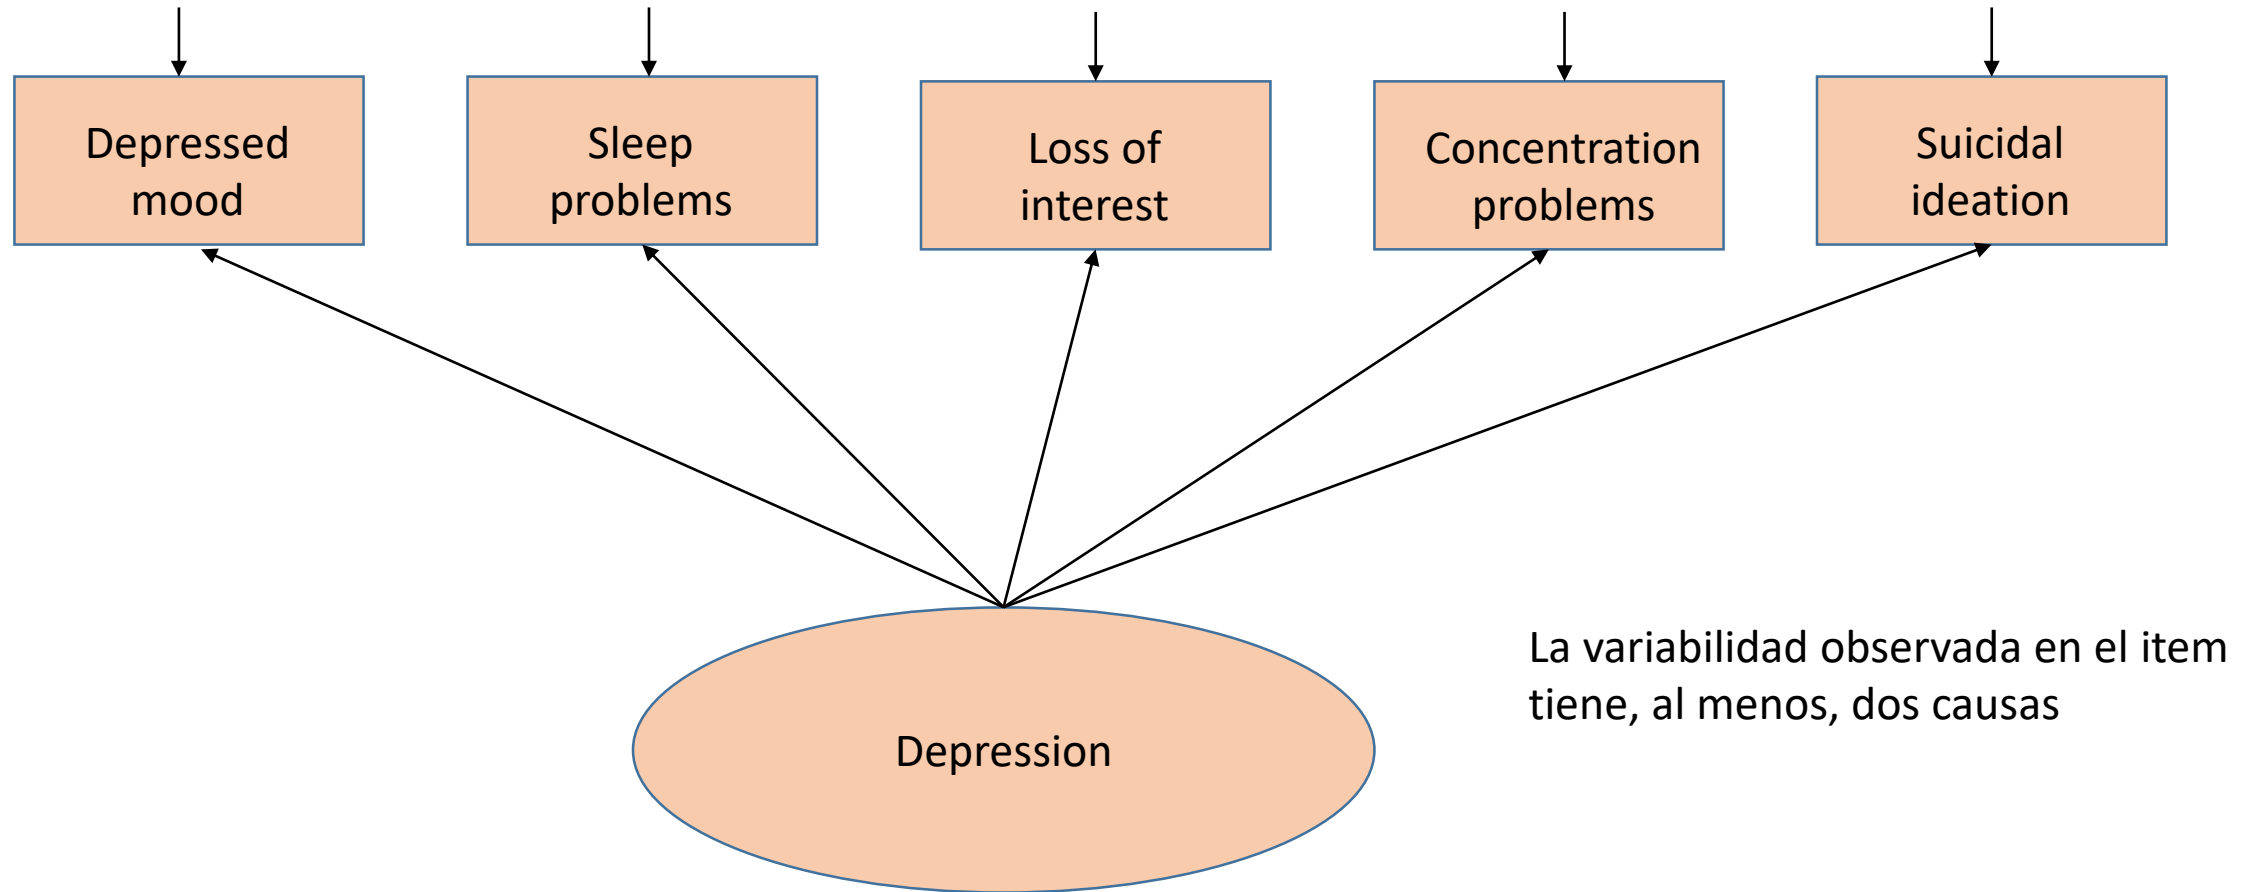 Depressed
mood
Sleep
problems
Loss of
interest
Concentration
problems
Suicidal
ideation
Depression
La variabilidad observada en el item
tiene, al menos, dos causas